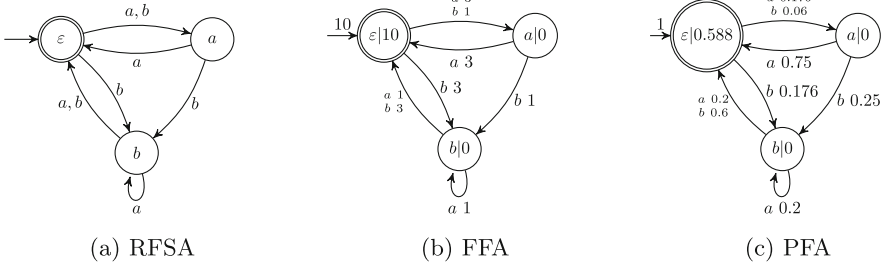 a, b
ε
a
a
b
a, b
b
b
a
(a) RFSA
10
b 1
ε|10
a|0
a 3
b 3
a 1
b 3
b 1
b|0
a 1
(b) FFA
1
b 0.06
ε|0.588
a|0
a 0.75
b 0.176
a 0.2
b 0.6
b 0.25
b|0
a 0.2
(c) PFA